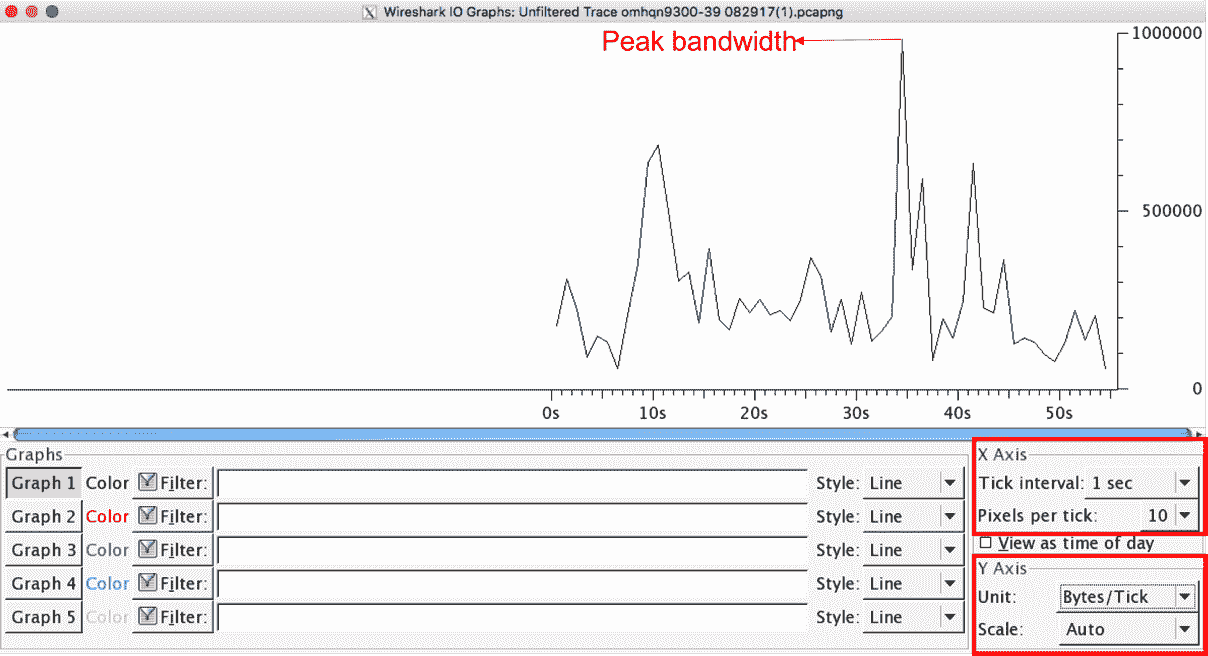 Wireshark IO Graphs: Unfiltered Trace omhqn9300-39 082917(1).pcapng
Peak bandwidth
1000000
500000
0
0s 10s 20s 30s 40s 50s
Graphs
Graph 1 Color Filter: Style: Line
Graph 2 Color Filter: Style: Line
Graph 3 Color Filter: Style: Line
Graph 4 Color Filter: Style: Line
Graph 5 Color Filter: Style: Line
X Axis
Tick interval: 1 sec
Pixels per tick: 10
View as time of day
Y Axis
Unit: Bytes/Tick
Scale: Auto